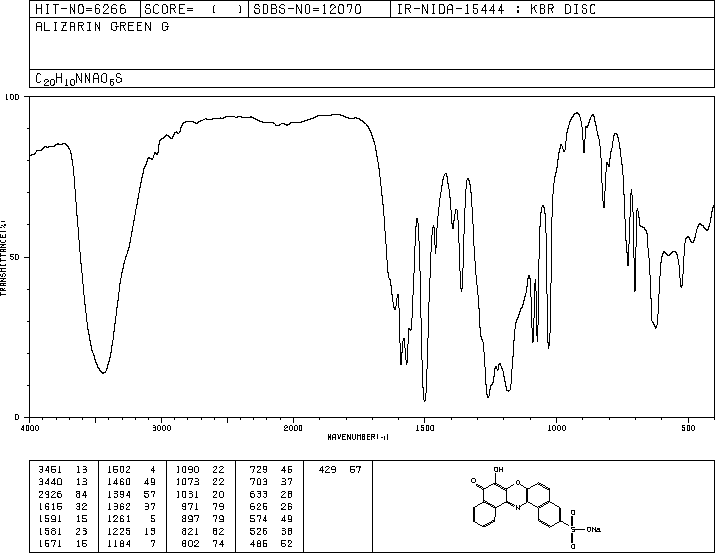 HIT-NO=6266 SCORE= ( ) SDBS-NO=12070 IR-NIDA-15444 : KBR DISC
ALIZARIN GREEN G
C20H10NNAO6S
100
50
0
TRANSMITTANCE(%)
4000 3000 2000 1500 1000 500
WAVENUMBER(-1)
3461 13 1502 4 1090 22 729 46 429 57
3440 13 1460 49 1073 22 703 37
2926 84 1394 57 1031 20 633 28
1615 32 1362 37 971 79 626 26
1591 15 1261 5 897 79 574 49
1581 23 1225 13 821 62 526 38
1571 16 1184 7 802 74 486 52
OH
O
O
N
O
S
ONa
O